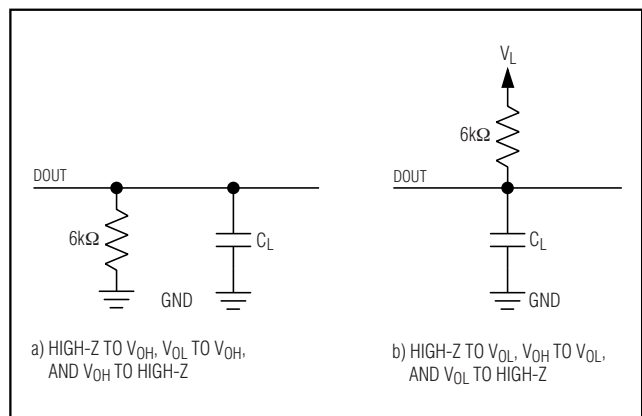 DOUT
6kΩ
C_L
GND
a) HIGH-Z TO V_OH, V_OL TO V_OH,
AND V_OH TO HIGH-Z
V_L
6kΩ
DOUT
C_L
GND
b) HIGH-Z TO V_OL, V_OH TO V_OL,
AND V_OL TO HIGH-Z